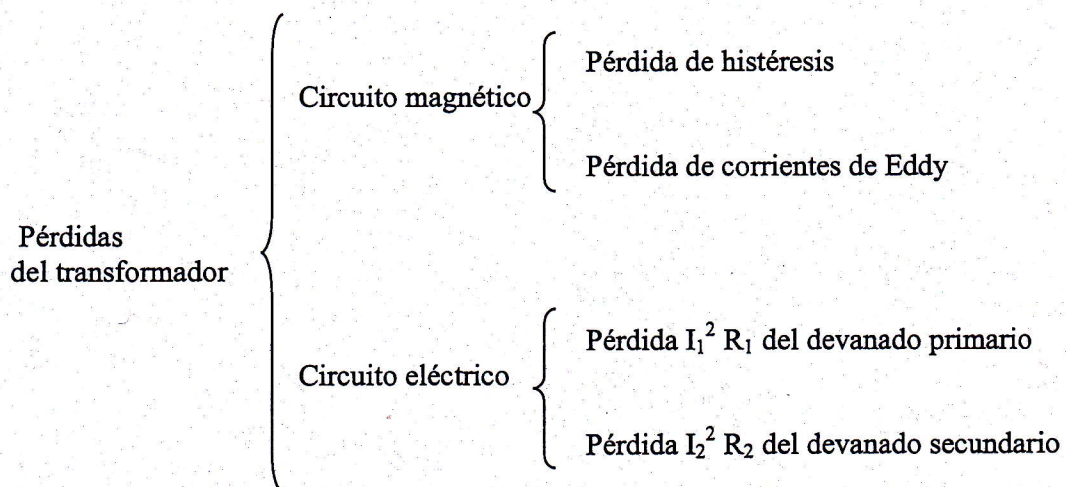 Pérdidas
del transformador
Circuito magnético
Pérdida de histéresis
Pérdida de corrientes de Eddy
Circuito eléctrico
Pérdida I₁² R₁ del devanado primario
Pérdida I₂² R₂ del devanado secundario